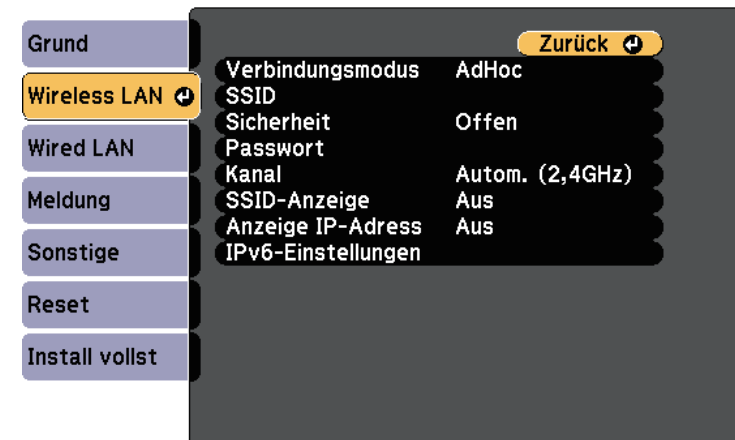 Grund
Wireless LAN
Wired LAN
Meldung
Sonstige
Reset
Install vollst
Zurück
Verbindungsmodus AdHoc
SSID
Sicherheit Offen
Passwort
Kanal Autom. (2,4GHz)
SSID-Anzeige Aus
Anzeige IP-Adress Aus
IPv6-Einstellungen